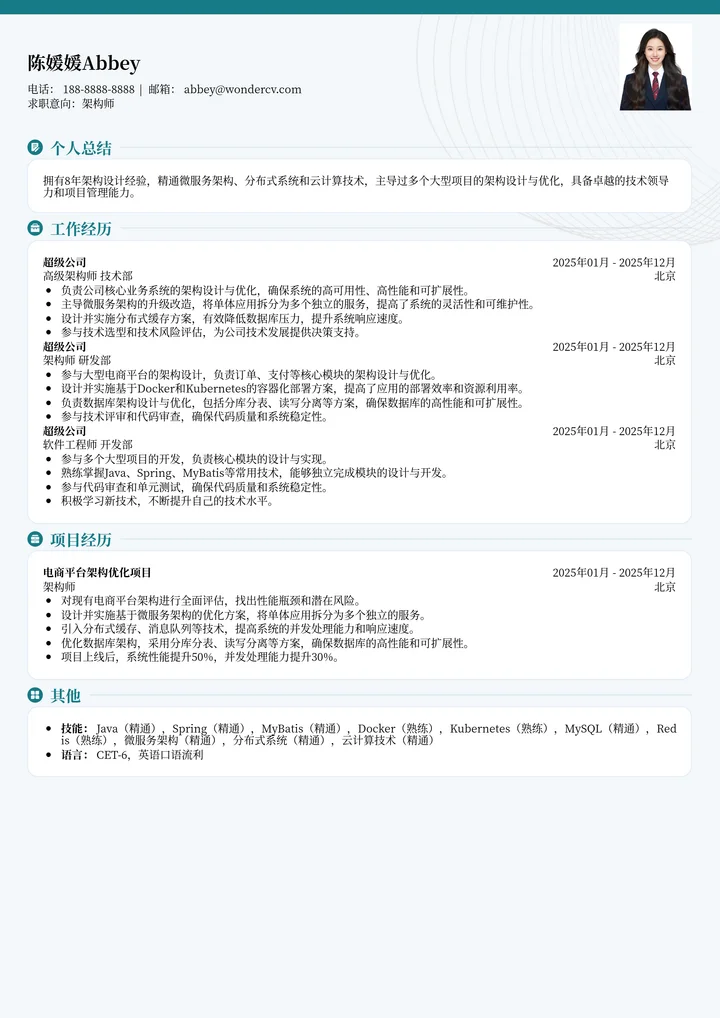 陈媛媛Abbey
电话： 188-8888-8888 | 邮箱： abbey@wondercv.com
求职意向：架构师
个人总结
拥有8年架构设计经验，精通微服务架构、分布式系统和云计算技术，主导过多个大型项目的架构设计与优化，具备卓越的技术领导
力和项目管理能力。
工作经历
超级公司 2025年01月 - 2025年12月
高级架构师 技术部 北京
• 负责公司核心业务系统的架构设计与优化，确保系统的高可用性、高性能和可扩展性。
• 主导微服务架构的升级改造，将单体应用拆分为多个独立的服务，提高了系统的灵活性和可维护性。
• 设计并实施分布式缓存方案，有效降低数据库压力，提升系统响应速度。
• 参与技术选型和技术风险评估，为公司技术发展提供决策支持。
超级公司 2025年01月 - 2025年12月
架构师 研发部 北京
• 参与大型电商平台的架构设计，负责订单、支付等核心模块的架构设计与优化。
• 设计并实施基于Docker和Kubernetes的容器化部署方案，提高了应用的部署效率和资源利用率。
• 负责数据库架构设计与优化，包括分库分表、读写分离等方案，确保数据库的高性能和可扩展性。
• 参与技术评审和代码审查，确保代码质量和系统稳定性。
超级公司 2025年01月 - 2025年12月
软件工程师 开发部 北京
• 参与多个大型项目的开发，负责核心模块的设计与实现。
• 熟练掌握Java、Spring、MyBatis等常用技术，能够独立完成模块的设计与开发。
• 参与代码审查和单元测试，确保代码质量和系统稳定性。
• 积极学习新技术，不断提升自己的技术水平。
项目经历
电商平台架构优化项目 2025年01月 - 2025年12月
架构师 北京
• 对现有电商平台架构进行全面评估，找出性能瓶颈和潜在风险。
• 设计并实施基于微服务架构的优化方案，将单体应用拆分为多个独立的服务。
• 引入分布式缓存、消息队列等技术，提高系统的并发处理能力和响应速度。
• 优化数据库架构，采用分库分表、读写分离等方案，确保数据库的高性能和可扩展性。
• 项目上线后，系统性能提升50%，并发处理能力提升30%。
其他
• 技能： Java（精通）, Spring（精通）, MyBatis（精通）, Docker（熟练）, Kubernetes（熟练）, MySQL（精通）, Red
is（熟练）, 微服务架构（精通）, 分布式系统（精通）, 云计算技术（精通）
• 语言： CET-6，英语口语流利